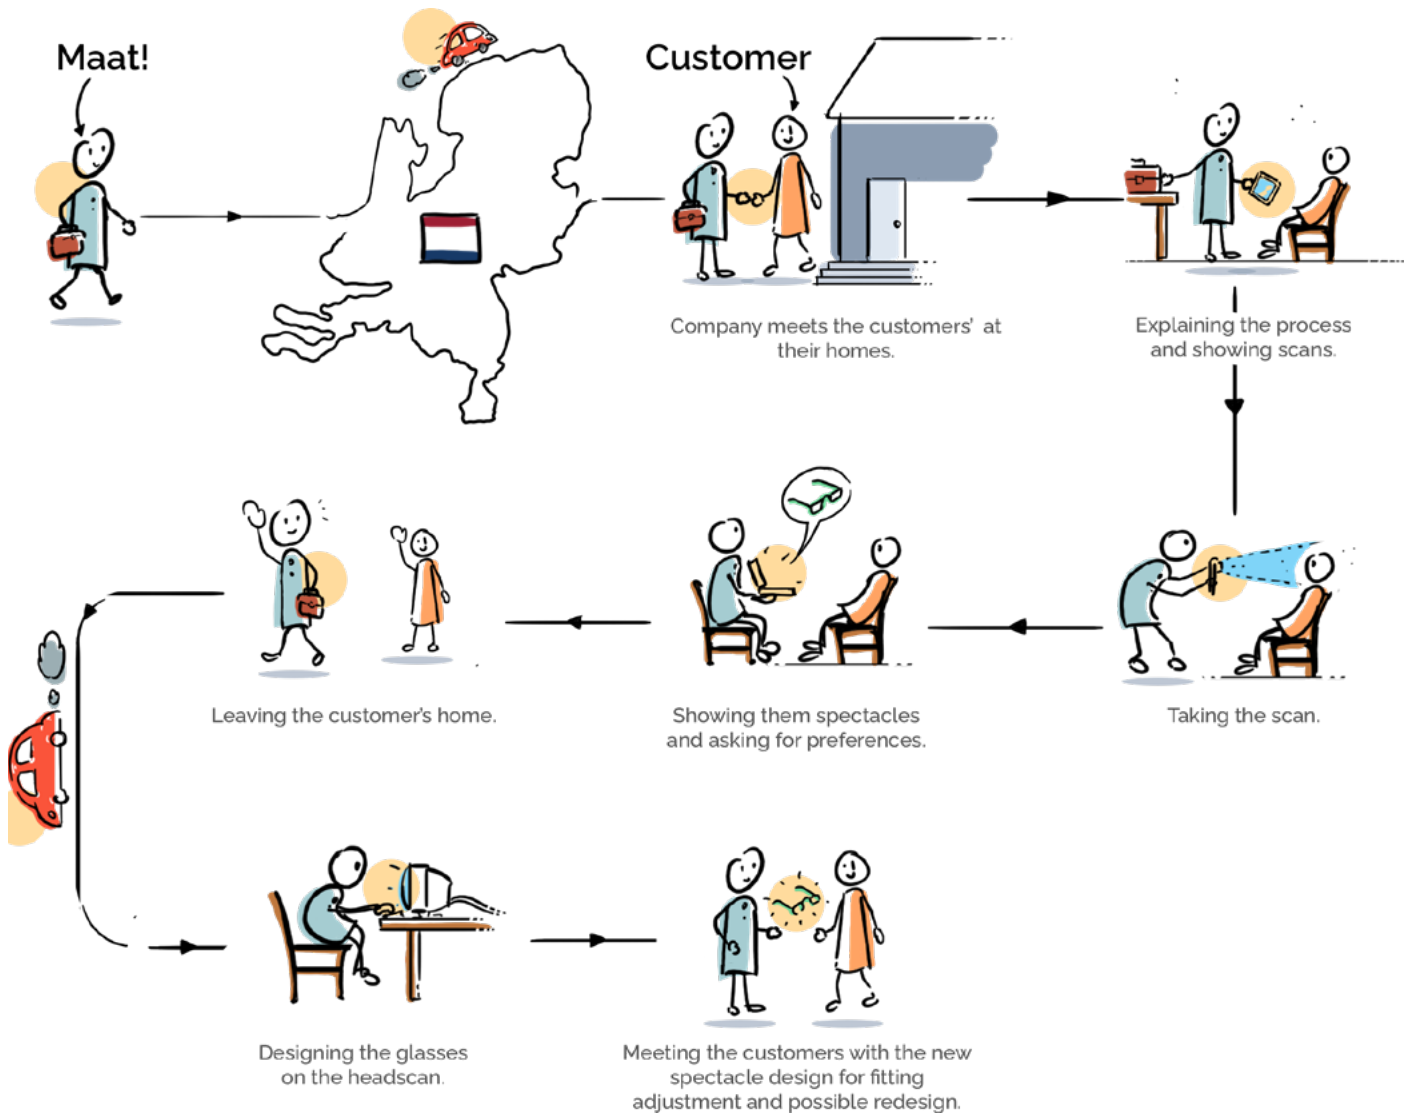 Maat!
Customer
Company meets the customers' at
their homes.
Explaining the process
and showing scans.
Leaving the customer's home.
Showing them spectacles
and asking for preferences.
Taking the scan.
Designing the glasses
on the headscan.
Meeting the customers with the new
spectacle design for fitting
adjustment and possible redesign.